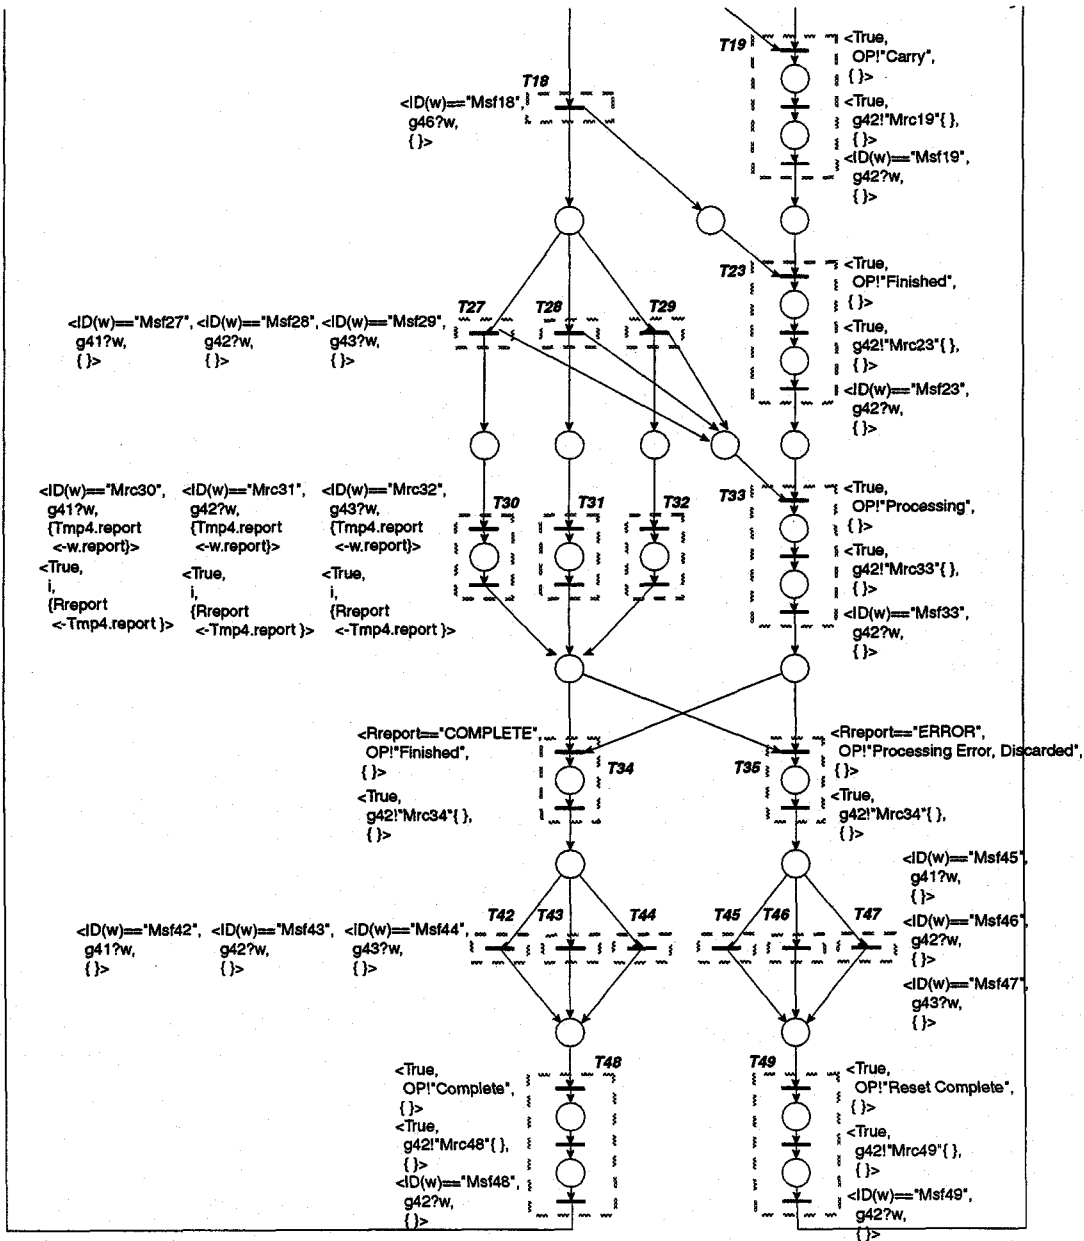 T19
<True,
OP!"Carry",
{ }>
<True,
g42!"Mrc19"{ },
{ }>
<ID(w)=="Msf19",
g42?w,
{ }>
T18
<ID(w)=="Msf18",
g46?w,
{ }>
T23
<True,
OP!"Finished",
{ }>
<True,
g42!"Mrc23"{ },
{ }>
<ID(w)=="Msf23",
g42?w,
{ }>
T27 T28 T29
<ID(w)=="Msf27", <ID(w)=="Msf28", <ID(w)=="Msf29",
g41?w, g42?w, g43?w,
{ }> { }> { }>
<ID(w)=="Mrc30", <ID(w)=="Mrc31", <ID(w)=="Mrc32",
g41?w, g42?w, g43?w,
{Tmp4.report {Tmp4.report {Tmp4.report
<-w.report}> <-w.report}> <-w.report}>
<True, <True, <True,
i, i, i,
{Rreport {Rreport {Rreport
<-Tmp4.report }> <-Tmp4.report }> <-Tmp4.report }>
T30 T31 T32
T33
<True,
OP!"Processing",
{ }>
<True,
g42!"Mrc33"{ },
{ }>
<ID(w)=="Msf33",
g42?w,
{ }>
<Rreport=="COMPLETE",
OP!"Finished",
{ }>
<True,
g42!"Mrc34"{ },
{ }>
T34
T35
<Rreport=="ERROR",
OP!"Processing Error, Discarded",
{ }>
<True,
g42!"Mrc34"{ },
{ }>
T42 T43 T44
<ID(w)=="Msf42", <ID(w)=="Msf43", <ID(w)=="Msf44",
g41?w, g42?w, g43?w,
{ }> { }> { }>
T45 T46 T47
<ID(w)=="Msf45",
g41?w,
{ }>
<ID(w)=="Msf46",
g42?w,
{ }>
<ID(w)=="Msf47",
g43?w,
{ }>
T48
<True,
OP!"Complete",
{ }>
<True,
g42!"Mrc48"{ },
{ }>
<ID(w)=="Msf48",
g42?w,
{ }>
T49
<True,
OP!"Reset Complete",
{ }>
<True,
g42!"Mrc49"{ },
{ }>
<ID(w)=="Msf49",
g42?w,
{ }>